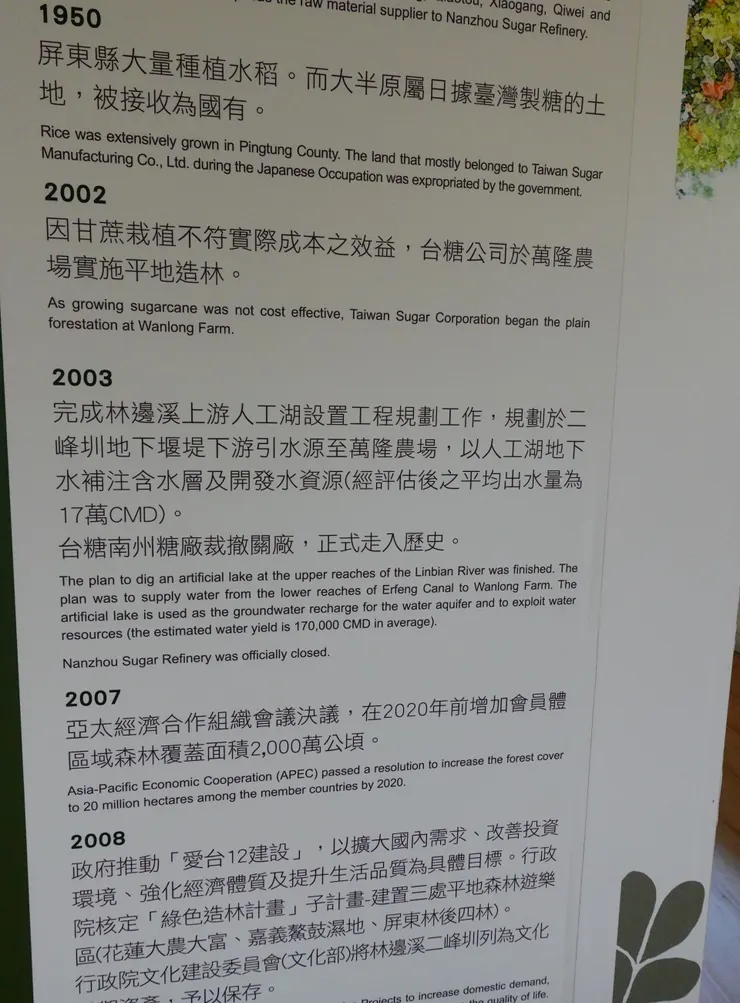 Xiaogang, Qiwei and
the raw material supplier to Nanzhou Sugar Refinery.
1950
屏東縣大量種植水稻。而大半原屬日據臺灣製糖的土
地，被接收為國有。
Rice was extensively grown in Pingtung County. The land that mostly belonged to Taiwan Sugar
Manufacturing Co., Ltd. during the Japanese Occupation was expropriated by the government.
2002
因甘蔗栽植不符實際成本之效益，台糖公司於萬隆農
場實施平地造林。
As growing sugarcane was not cost effective, Taiwan Sugar Corporation began the plain
forestation at Wanlong Farm.
2003
完成林邊溪上游人工湖設置工程規劃工作，規劃於二
峰圳地下堰堤下游引水源至萬隆農場，以人工湖地下
水補注含水層及開發水資源(經評估後之平均出水量為
17萬CMD)。
台糖南州糖廠裁撤關廠，正式走入歷史。
The plan to dig an artificial lake at the upper reaches of the Linbian River was finished. The
plan was to supply water from the lower reaches of Erfeng Canal to Wanlong Farm. The
artificial lake is used as the groundwater recharge for the water aquifer and to exploit water
resources (the estimated water yield is 170,000 CMD in average).
Nanzhou Sugar Refinery was officially closed.
2007
亞太經濟合作組織會議決議，在2020年前增加會員體
區域森林覆蓋面積2,000萬公頃。
Asia-Pacific Economic Cooperation (APEC) passed a resolution to increase the forest cover
to 20 million hectares among the member countries by 2020.
2008
政府推動「愛台12建設」，以擴大國內需求、改善投資
環境、強化經濟體質及提升生活品質為具體目標。行政
院核定「綠色造林計畫」子計畫-建置三處平地森林遊樂
區(花蓮大農大富、嘉義鰲鼓濕地、屏東林後四林)。
行政院文化建設委員會(文化部)將林邊溪二峰圳列為文化
資產，予以保存。
Projects to increase domestic demand,
the quality of life.